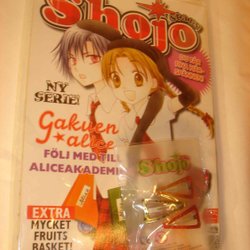 Shojo
NY
SERIE!
Gakuen
alice
FÖLJ MED TILL
ALICEAKADEMIN
Shojo
EXTRA
MYCKET
FRUITS
BASKET!